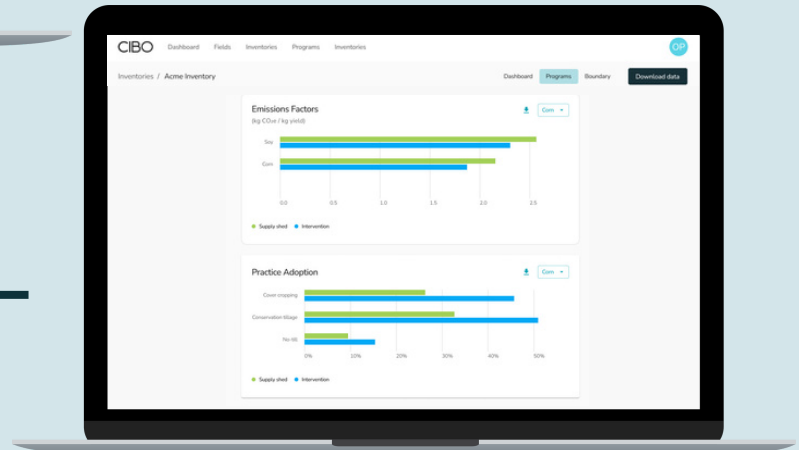 CIBO Dashboard Fields Inventories Programs Inventories OP
Inventories / Acme Inventory Dashboard Programs Boundary Download data
Emissions Factors Corn
(kg CO₂e / kg yield)
Soy
Corn
0.0 0.5 1.0 1.5 2.0 2.5
Supply shed Intervention
Practice Adoption Corn
Cover cropping
Conservation tillage
No till
0% 10% 20% 30% 40% 50%
Supply shed Intervention